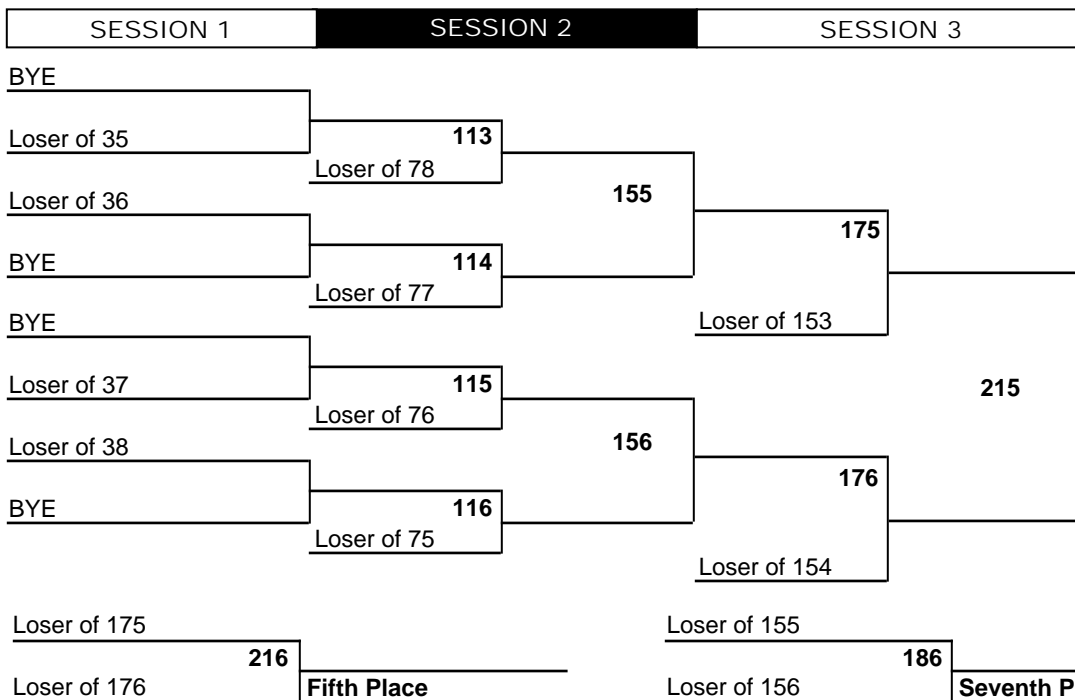 SESSION 1 SESSION 2 SESSION 3
BYE
Loser of 35
113
Loser of 78
155
Loser of 36
175
BYE
114
Loser of 77
BYE
Loser of 153
Loser of 37
115
215
Loser of 76
156
Loser of 38
176
BYE
116
Loser of 75
Loser of 154
Loser of 175
216
Loser of 176
Fifth Place
Loser of 155
186
Loser of 156
Seventh P